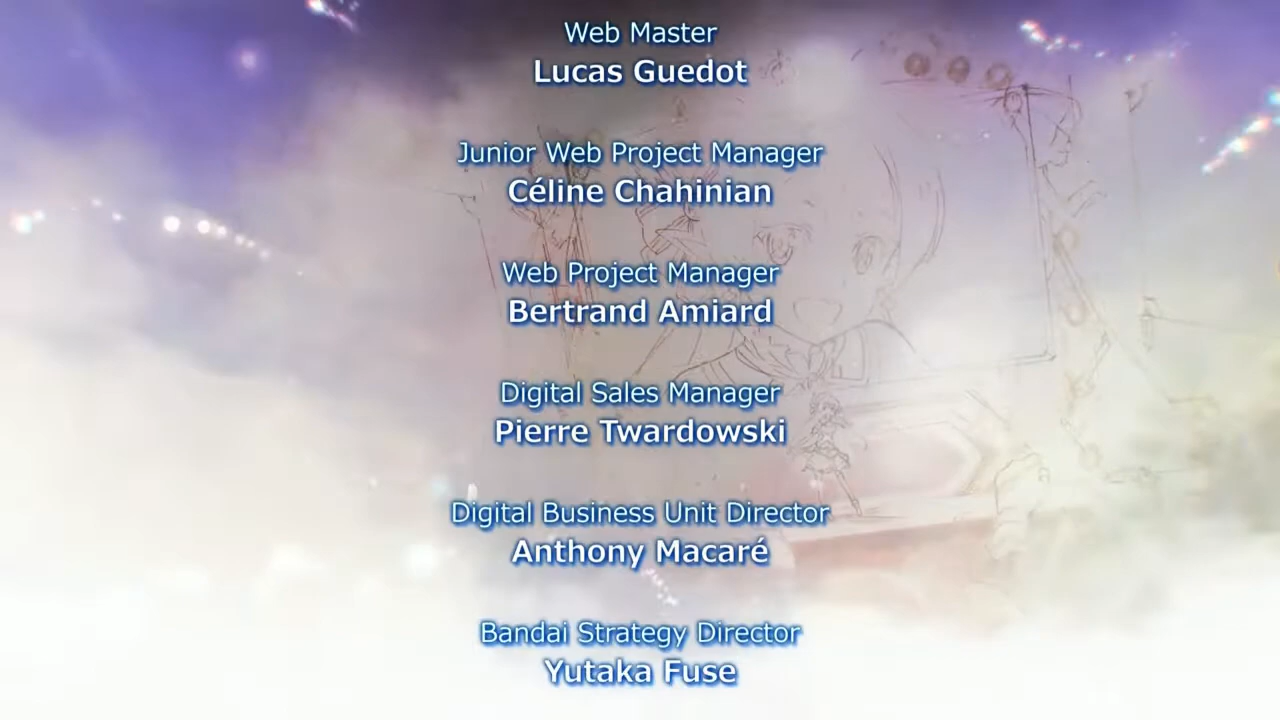 Web Master
Lucas Guedot
Junior Web Project Manager
Céline Chahinian
Web Project Manager
Bertrand Amiard
Digital Sales Manager
Pierre Twardowski
Digital Business Unit Director
Anthony Macaré
Bandai Strategy Director
Yutaka Fuse